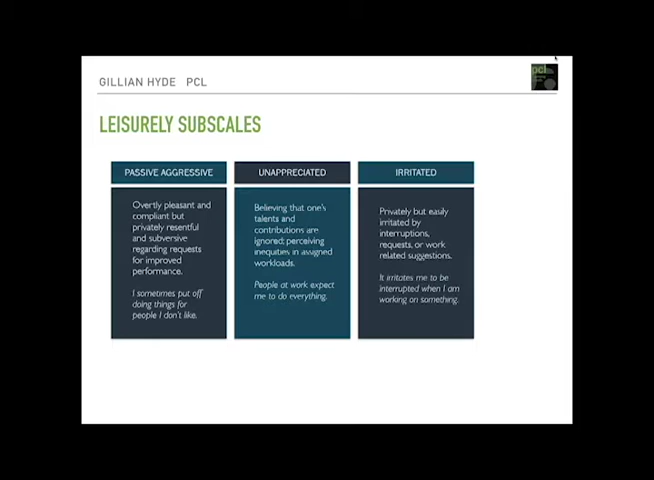 GILLIAN HYDE PCL
pcl
LEISURELY SUBSCALES
PASSIVE AGGRESSIVE
Overtly pleasant and
compliant but
privately resentful
and subversive
regarding requests
for improved
performance.
I sometimes put off
doing things for
people I don't like.
UNAPPRECIATED
Believing that one's
talents and
contributions are
ignored; perceiving
inequities in assigned
workloads.
People at work expect
me to do everything.
IRRITATED
Privately but easily
irritated by
interruptions,
requests, or work
related suggestions.
It irritates me to be
interrupted when I am
working on something.